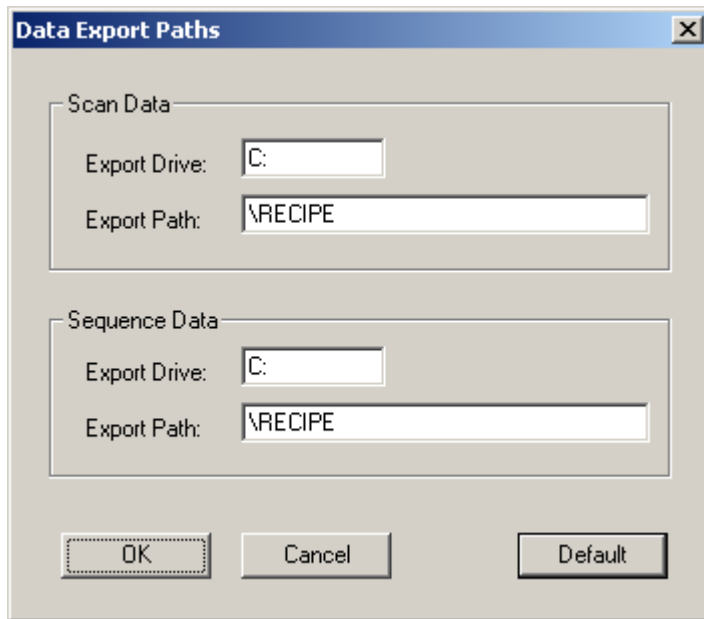 Data Export Paths
Scan Data
Export Drive: C:
Export Path: \RECIPE
Sequence Data
Export Drive: C:
Export Path: \RECIPE
OK Cancel Default